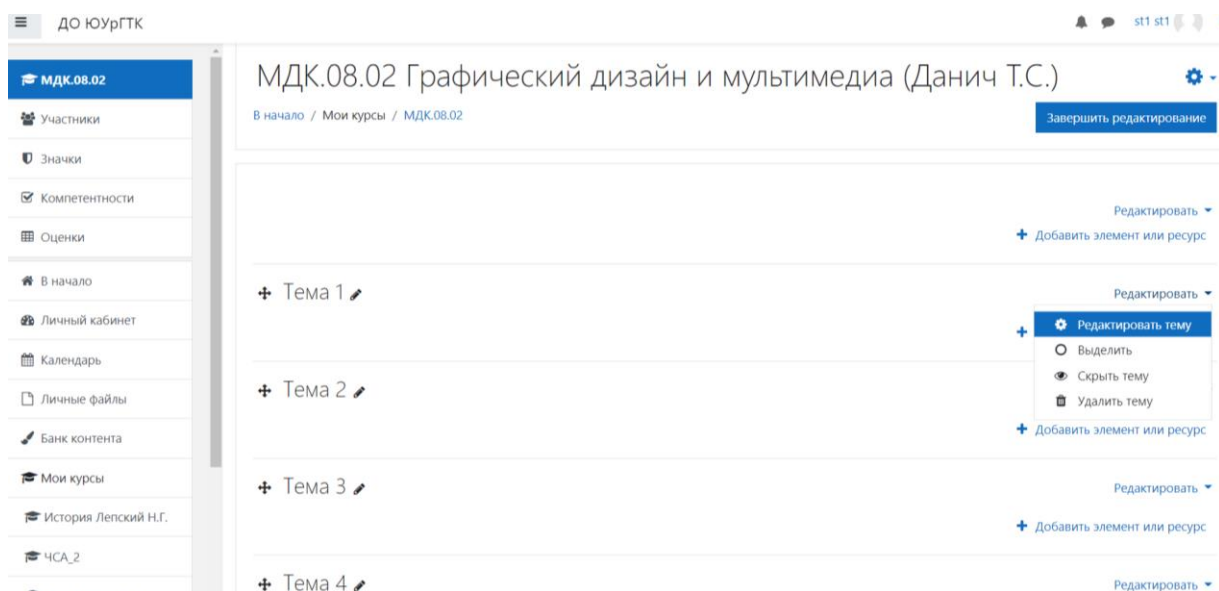 ДО ЮУрГТК
st1 st1
МДК.08.02
Участники
Значки
Компетентности
Оценки
В начало
Личный кабинет
Календарь
Личные файлы
Банк контента
Мои курсы
История Лепский Н.Г.
ЧСА_2
МДК.08.02 Графический дизайн и мультимедиа (Данич Т.С.)
В начало / Мои курсы / МДК.08.02
Завершить редактирование
Редактировать
Добавить элемент или ресурс
Тема 1
Редактировать
Редактировать тему
Выделить
Скрыть тему
Удалить тему
Тема 2
Добавить элемент или ресурс
Тема 3
Редактировать
Добавить элемент или ресурс
Тема 4
Редактировать